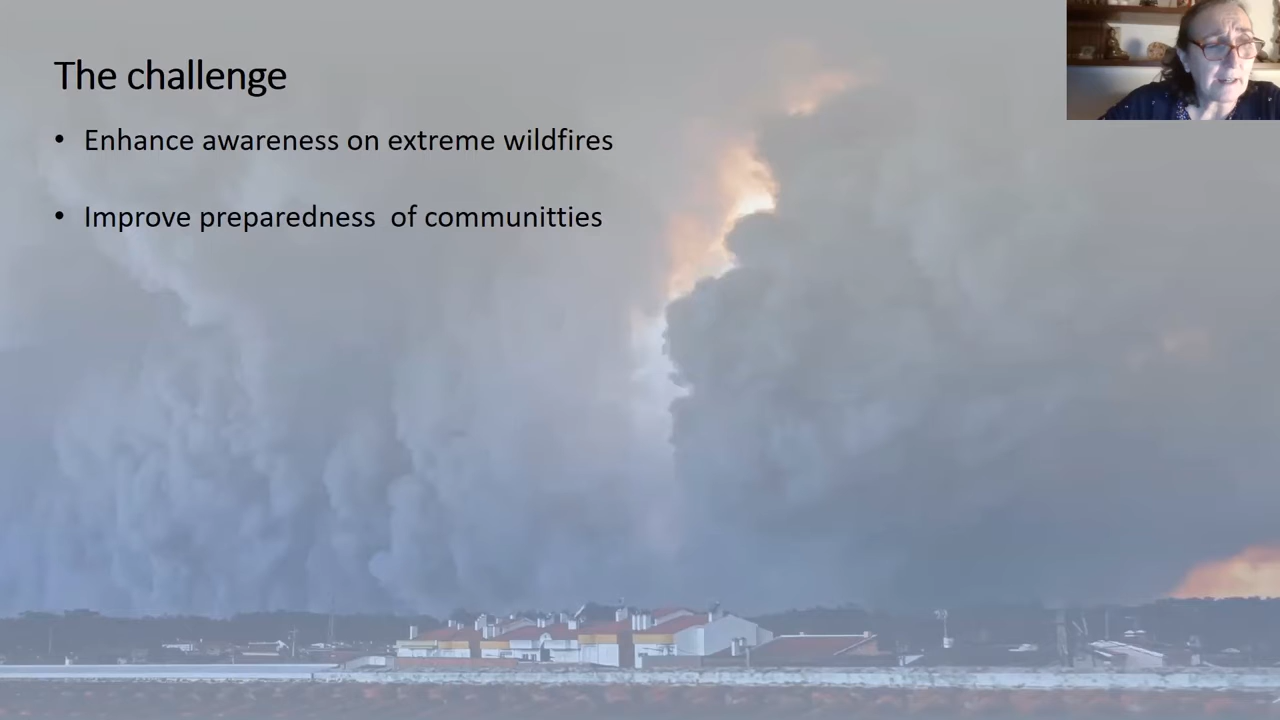 The challenge
• Enhance awareness on extreme wildfires
• Improve preparedness  of communitties